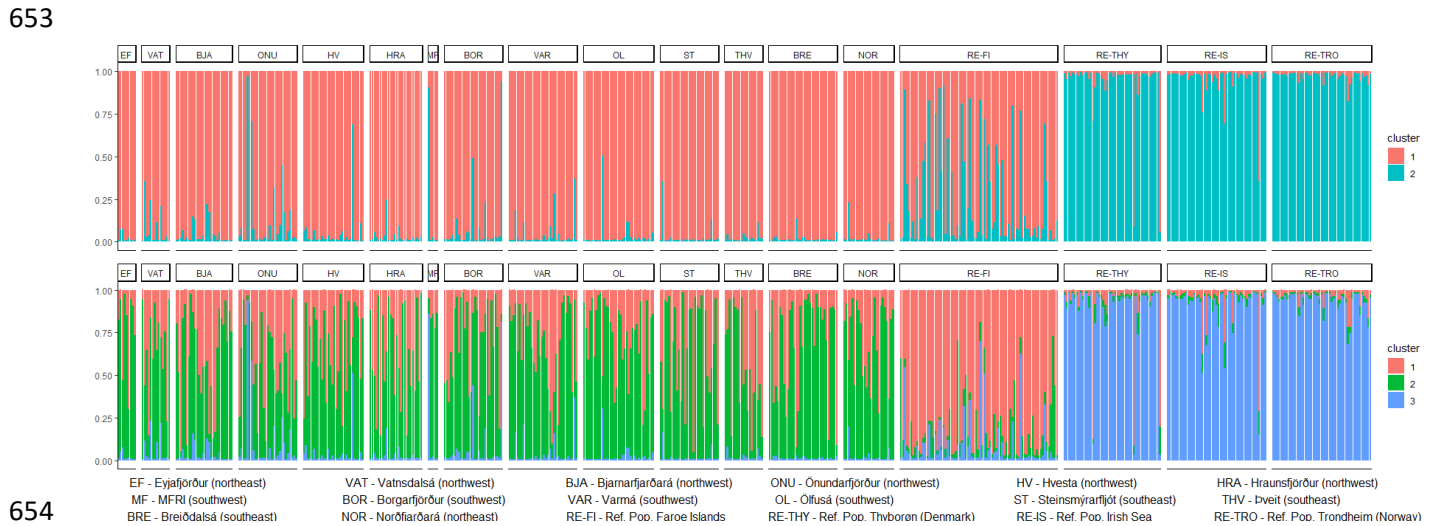 653
EF VAT BJA ONU HV HRA MF BOR VAR OL ST THV BRE NOR RE-FI RE-THY RE-IS RE-TRO
1.00
0.75
0.50
0.25
0.00
cluster
1
2
EF VAT BJA ONU HV HRA MF BOR VAR OL ST THV BRE NOR RE-FI RE-THY RE-IS RE-TRO
1.00
0.75
0.50
0.25
0.00
cluster
1
2
3
EF - Eyjafjörður (northeast) VAT - Vatnsdalsá (northwest) BJA - Bjarnarfjarðará (northwest) ONU - Önundarfjörður (northwest) HV - Hvesta (northwest) HRA - Hraunsfjörður (northwest)
654 MF - MFRI (southwest) BOR - Borgarfjörður (southwest) VAR - Varmá (southwest) OL - Ölfusá (southwest) ST - Steinsmýrarfljót (southeast) THV - Þveit (southeast)
BRE - Breiðdalsá (southeast) NOR - Norðfjarðará (northeast) RE-FI - Ref. Pop. Faroe Islands RE-THY - Ref. Pop. Thyborøn (Denmark) RE-IS - Ref. Pop. Irish Sea RE-TRO - Ref. Pop. Trondheim (Norway)